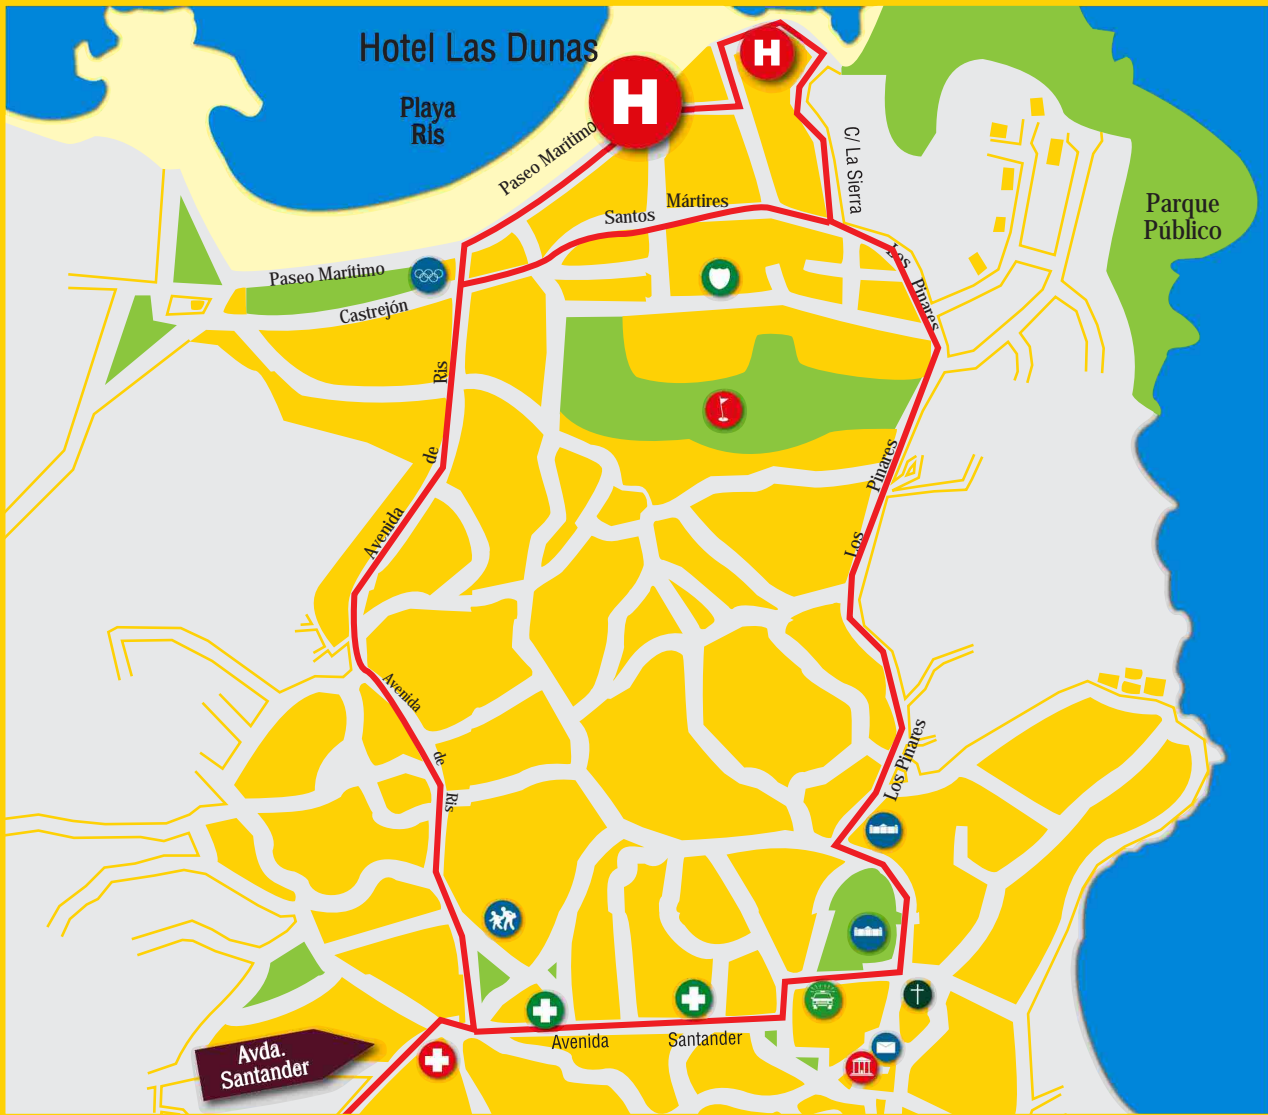 Hotel Las Dunas
H
H
Playa
Ris
Paseo Marítimo
C/ La Sierra
Santos
Mártires
Parque
Público
Paseo Marítimo
Castrejón
Los Pinares
Avenida de Ris
Los Pinares
Avenida de Ris
Los Pinares
Avda.
Santander
Avenida Santander